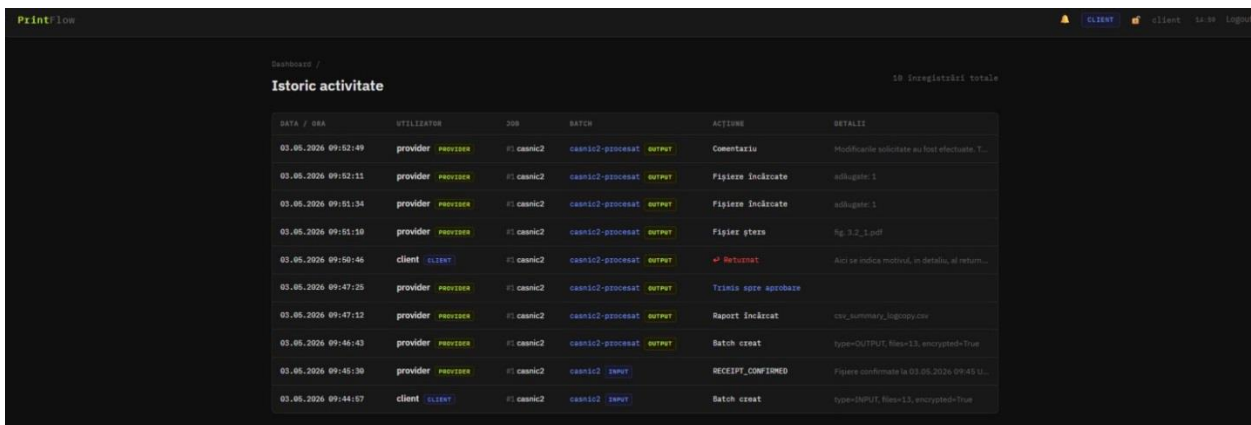 PrintFlow 🔔 CLIENT 🔓 client 14:59 Logout
Dashboard /
Istoric activitate
10 înregistrări totale
DATA / ORA UTILIZATOR JOB BATCH ACȚIUNE DETALII
03.05.2026 09:52:49 provider PROVIDER #1 casnic2 casnic2-procesat OUTPUT Comentariu Modificarile solicitate au fost efectuate. T...
03.05.2026 09:52:11 provider PROVIDER #1 casnic2 casnic2-procesat OUTPUT Fișiere încărcate adăugate: 1
03.05.2026 09:51:34 provider PROVIDER #1 casnic2 casnic2-procesat OUTPUT Fișiere încărcate adăugate: 1
03.05.2026 09:51:10 provider PROVIDER #1 casnic2 casnic2-procesat OUTPUT Fișier șters fig. 3.2_1.pdf
03.05.2026 09:50:46 client CLIENT #1 casnic2 casnic2-procesat OUTPUT ↩ Returnat Aici se indica motivul, in detaliu, al return...
03.05.2026 09:47:25 provider PROVIDER #1 casnic2 casnic2-procesat OUTPUT Trimis spre aprobare
03.05.2026 09:47:12 provider PROVIDER #1 casnic2 casnic2-procesat OUTPUT Raport încărcat csv_summary_logcopy.csv
03.05.2026 09:46:43 provider PROVIDER #1 casnic2 casnic2-procesat OUTPUT Batch creat type=OUTPUT, files=13, encrypted=True
03.05.2026 09:45:30 provider PROVIDER #1 casnic2 casnic2 INPUT RECEIPT_CONFIRMED Fișiere confirmate la 03.05.2026 09:45 U...
03.05.2026 09:44:57 client CLIENT #1 casnic2 casnic2 INPUT Batch creat type=INPUT, files=13, encrypted=True